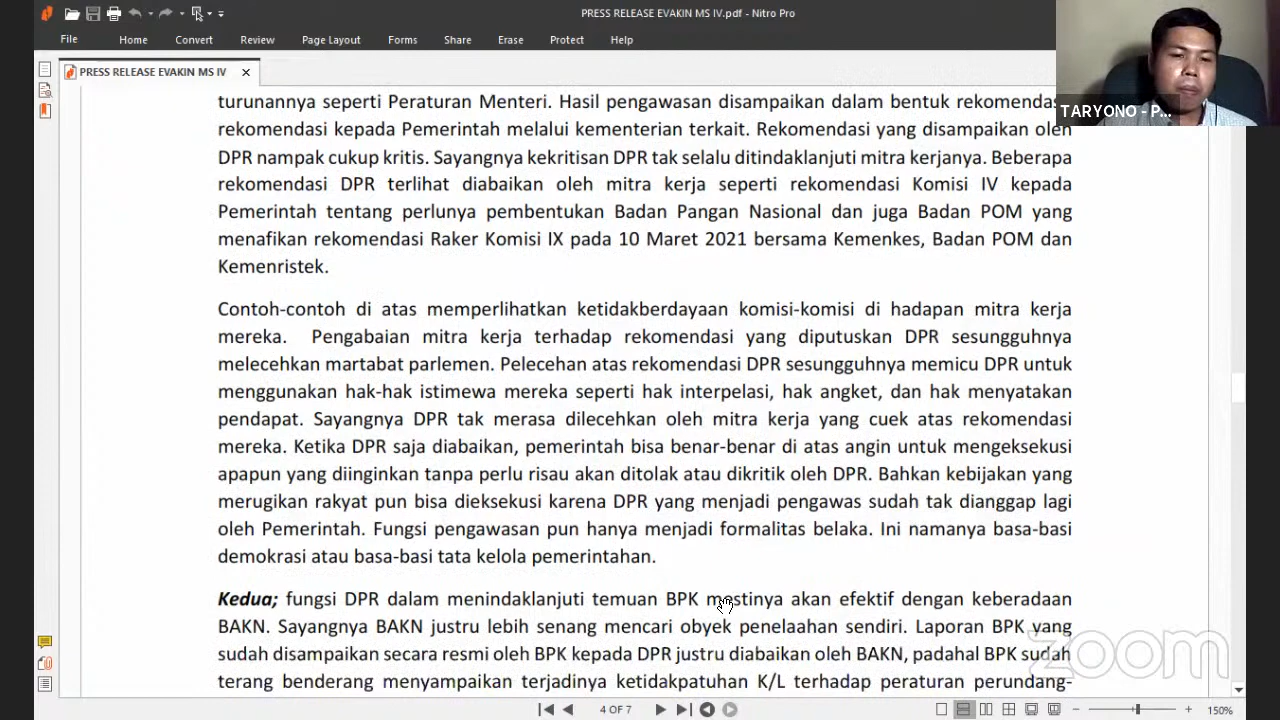 PRESS RELEASE EVAKIN MS IV.pdf - Nitro Pro
File Home Convert Review Page Layout Forms Share Erase Protect Help
PRESS RELEASE EVAKIN MS IV
TARYONO - P...
turunannya seperti Peraturan Menteri. Hasil pengawasan disampaikan dalam bentuk
rekomendasi kepada Pemerintah melalui kementerian terkait. Rekomendasi yang disampaikan oleh
DPR nampak cukup kritis. Sayangnya kekritisan DPR tak selalu ditindaklanjuti mitra kerjanya. Beberapa
rekomendasi DPR terlihat diabaikan oleh mitra kerja seperti rekomendasi Komisi IV kepada
Pemerintah tentang perlunya pembentukan Badan Pangan Nasional dan juga Badan POM yang
menafikan rekomendasi Raker Komisi IX pada 10 Maret 2021 bersama Kemenkes, Badan POM dan
Kemenristek.
Contoh-contoh di atas memperlihatkan ketidakberdayaan komisi-komisi di hadapan mitra kerja
mereka. Pengabaian mitra kerja terhadap rekomendasi yang diputuskan DPR sesungguhnya
melecehkan martabat parlemen. Pelecehan atas rekomendasi DPR sesungguhnya memicu DPR untuk
menggunakan hak-hak istimewa mereka seperti hak interpelasi, hak angket, dan hak menyatakan
pendapat. Sayangnya DPR tak merasa dilecehkan oleh mitra kerja yang cuek atas rekomendasi
mereka. Ketika DPR saja diabaikan, pemerintah bisa benar-benar di atas angin untuk mengeksekusi
apapun yang diinginkan tanpa perlu risau akan ditolak atau dikritik oleh DPR. Bahkan kebijakan yang
merugikan rakyat pun bisa dieksekusi karena DPR yang menjadi pengawas sudah tak dianggap lagi
oleh Pemerintah. Fungsi pengawasan pun hanya menjadi formalitas belaka. Ini namanya basa-basi
demokrasi atau basa-basi tata kelola pemerintahan.
Kedua; fungsi DPR dalam menindaklanjuti temuan BPK mestinya akan efektif dengan keberadaan
BAKN. Sayangnya BAKN justru lebih senang mencari obyek penelaahan sendiri. Laporan BPK yang
sudah disampaikan secara resmi oleh BPK kepada DPR justru diabaikan oleh BAKN, padahal BPK sudah
terang benderang menyampaikan terjadinya ketidakpatuhan K/L terhadap peraturan perundang-
zoom
4 OF 7
150%